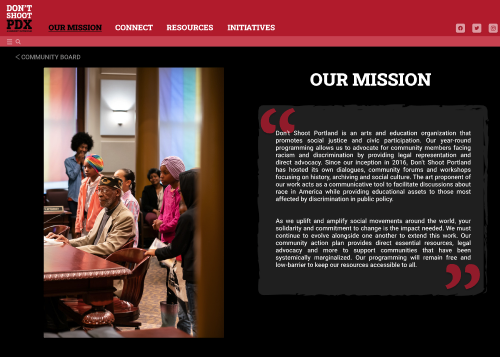 DON'T
SHOOT
PDX
OUR MISSION
CONNECT
RESOURCES
INITIATIVES
COMMUNITY BOARD
OUR MISSION
Don't Shoot Portland is an arts and education organization that
promotes social justice and civic participation. Our year-round
programming allows us to advocate for community members facing
racism and discrimination by providing legal representation and
direct advocacy. Since our inception in 2016, Don't Shoot Portland
has hosted its own dialogues, community forums and workshops
focusing on history, archiving and social culture. The art proponent of
our work acts as a communicative tool to facilitate discussions about
race in America while providing educational assets to those most
affected by discrimination in public policy.
As we uplift and amplify social movements around the world, your
solidarity and commitment to change is the impact needed. We must
continue to evolve alongside one another to extend this work. Our
community action plan provides direct essential resources, legal
advocacy and more to support communities that have been
systemically marginalized. Our programming will remain free and
low-barrier to keep our resources accessible to all.